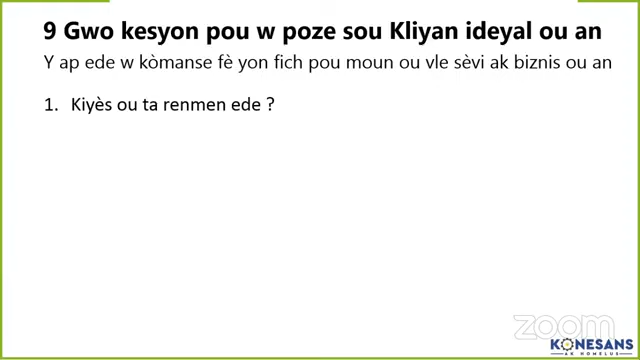 9 Gwo kesyon pou w poze sou Kliyan ideyal ou an
Y ap ede w kòmanse fè yon fich pou moun ou vle sèvi ak biznis ou an
1. Kiyès ou ta renmen ede ?
zoom
KONESANS
AK HOMELUS